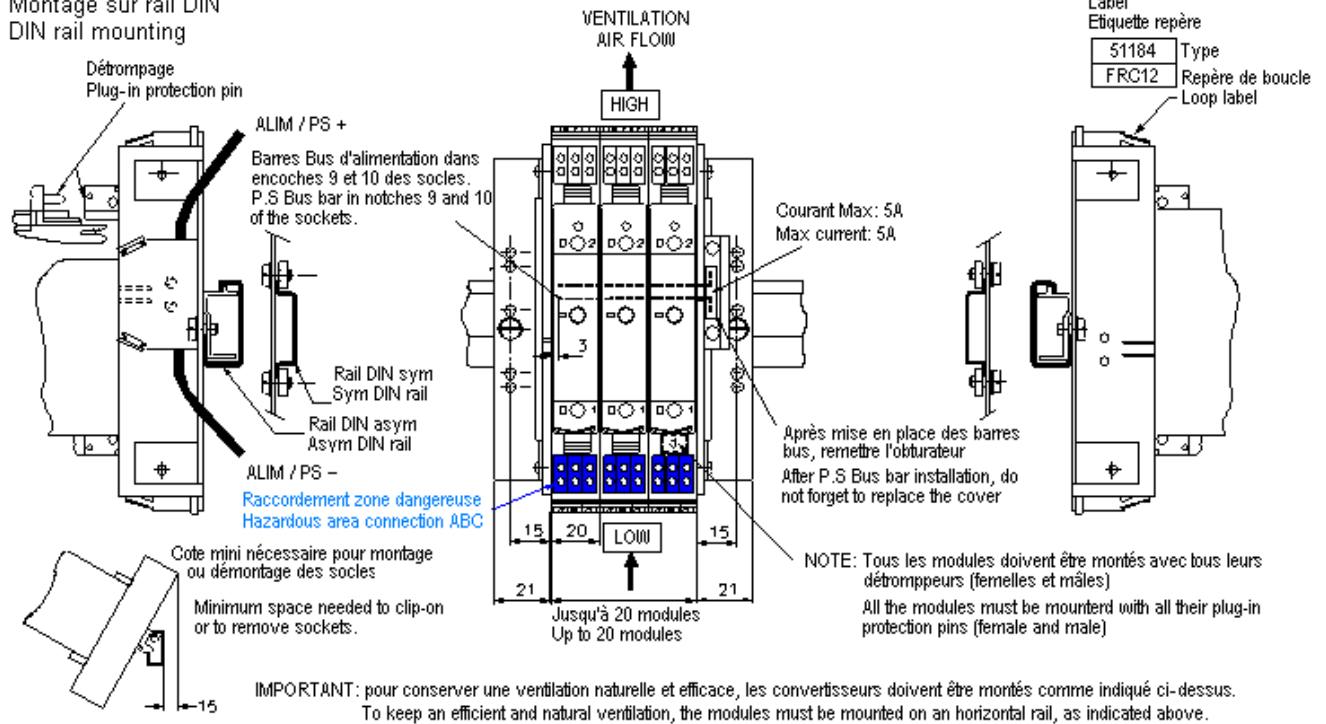 Montage sur rail DIN
DIN rail mounting
Détrompage
Plug-in protection pin
ALIM / PS +
Barres Bus d'alimentation dans
encoches 9 et 10 des socles.
P.S Bus bar in notches 9 and 10
of the sockets.
Rail DIN sym
Sym DIN rail
Rail DIN asym
Asym DIN rail
ALIM / PS –
Raccordement zone dangereuse
Hazardous area connection ABC
VENTILATION
AIR FLOW
HIGH
2
2
2
3
1
1
1
15
20
LOW
15
21
21
Jusqu'à 20 modules
Up to 20 modules
Courant Max: 5A
Max current: 5A
Après mise en place des barres
bus, remettre l'obturateur
After P.S Bus bar installation, do
not forget to replace the cover
Label
Etiquette repère
51184 Type
FRC12 Repère de boucle
Loop label
Cote mini nécessaire pour montage
ou démontage des socles
Minimum space needed to clip-on
or to remove sockets.
15
NOTE: Tous les modules doivent être montés avec tous leurs
détromppeurs (femelles et mâles)
All the modules must be mounterd with all their plug-in
protection pins (female and male)
IMPORTANT: pour conserver une ventilation naturelle et efficace, les convertisseurs doivent être montés comme indiqué ci-dessus.
To keep an efficient and natural ventilation, the modules must be mounted on an horizontal rail, as indicated above.